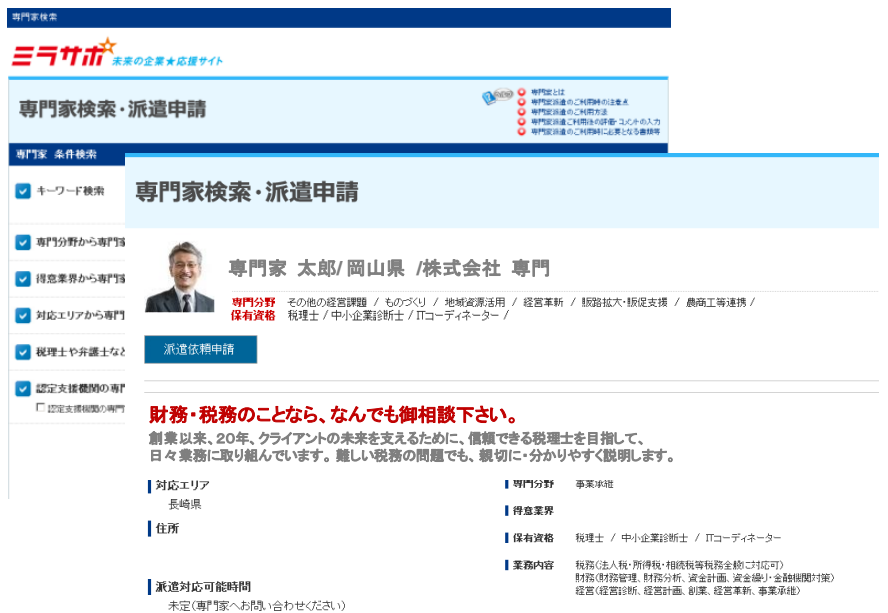 専門家検索
ミラサポ 未来の企業★応援サイト
専門家検索・派遣申請
専門家とは
専門家派遣のご利用時の注意点
専門家派遣のご利用方法
専門家派遣ご利用後の評価・コメントの入力
専門家派遣のご利用時に必要となる書類等
専門家 条件検索
キーワード検索
専門分野から専門家
得意業界から専門家
対応エリアから専門
税理士や弁護士など
認定支援機関の専門
認定支援機関の専門
専門家検索・派遣申請
専門家 太郎/岡山県 /株式会社 専門
専門分野 その他の経営課題 / ものづくり / 地域資源活用 / 経営革新 / 販路拡大・販促支援 / 農商工等連携 /
保有資格 税理士 / 中小企業診断士 / ITコーディネーター /
派遣依頼申請
財務・税務のことなら、なんでも御相談下さい。
創業以来、20年、クライアントの未来を支えるために、信頼できる税理士を目指して、
日々業務に取り組んでいます。難しい税務の問題でも、親切に・分かりやすく説明します。
対応エリア
長崎県
住所
派遣対応可能時間
未定(専門家へお問い合わせください)
専門分野 事業承継
得意業界
保有資格 税理士 / 中小企業診断士 / ITコーディネーター
業務内容 税務(法人税・所得税・相続税等税務全般に対応可)
財務(財務管理、財務分析、資金計画、資金繰り・金融機関対策)
経営(経営診断、経営計画、創業、経営革新、事業承継)